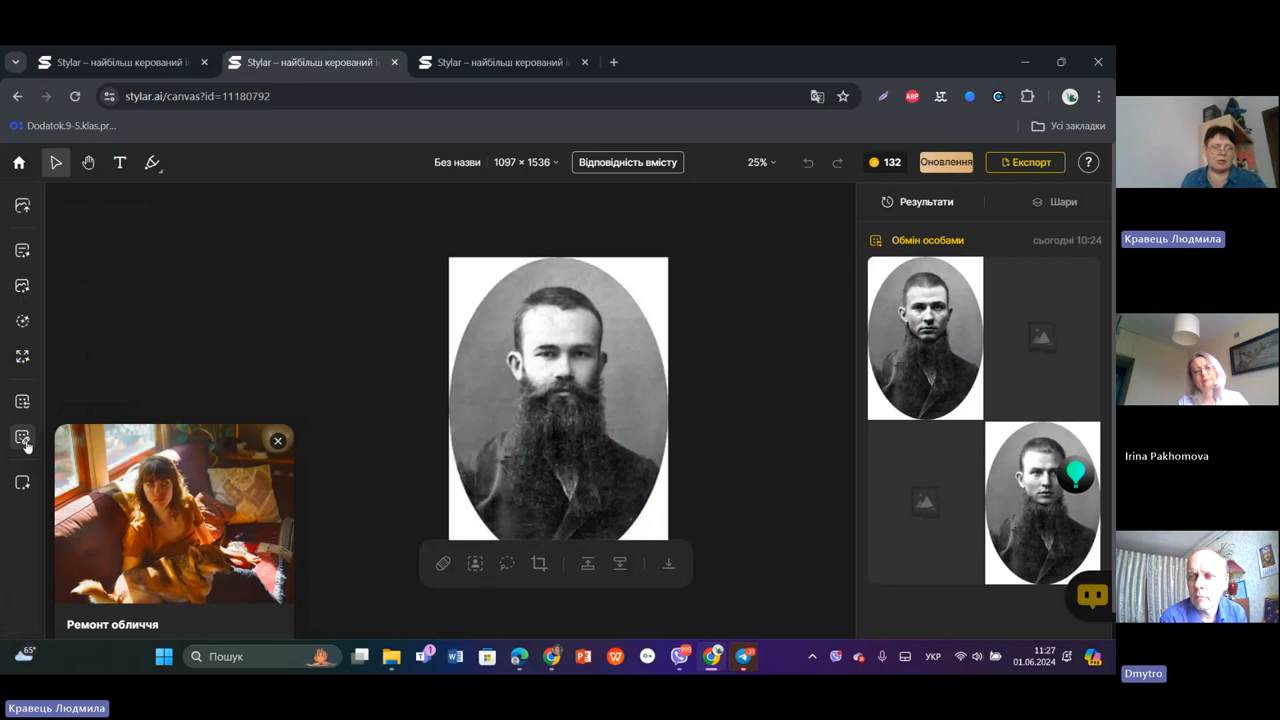 Stylar – найбільш керований і
Stylar – найбільш керований і
Stylar – найбільш керований і
stylar.ai/canvas?id=11180792
ABP
Dodatok.9-5.klas.pr...
Усі закладки
Без назви
1097 × 1536
Відповідність вмісту
25%
132
Оновлення
Експорт
?
Результати
Шари
Обмін особами
сьогодні 10:24
Ремонт обличчя
65°
Пошук
УКР
11:27
01.06.2024
Кравець Людмила
Irina Pakhomova
Dmytro
Кравець Людмила